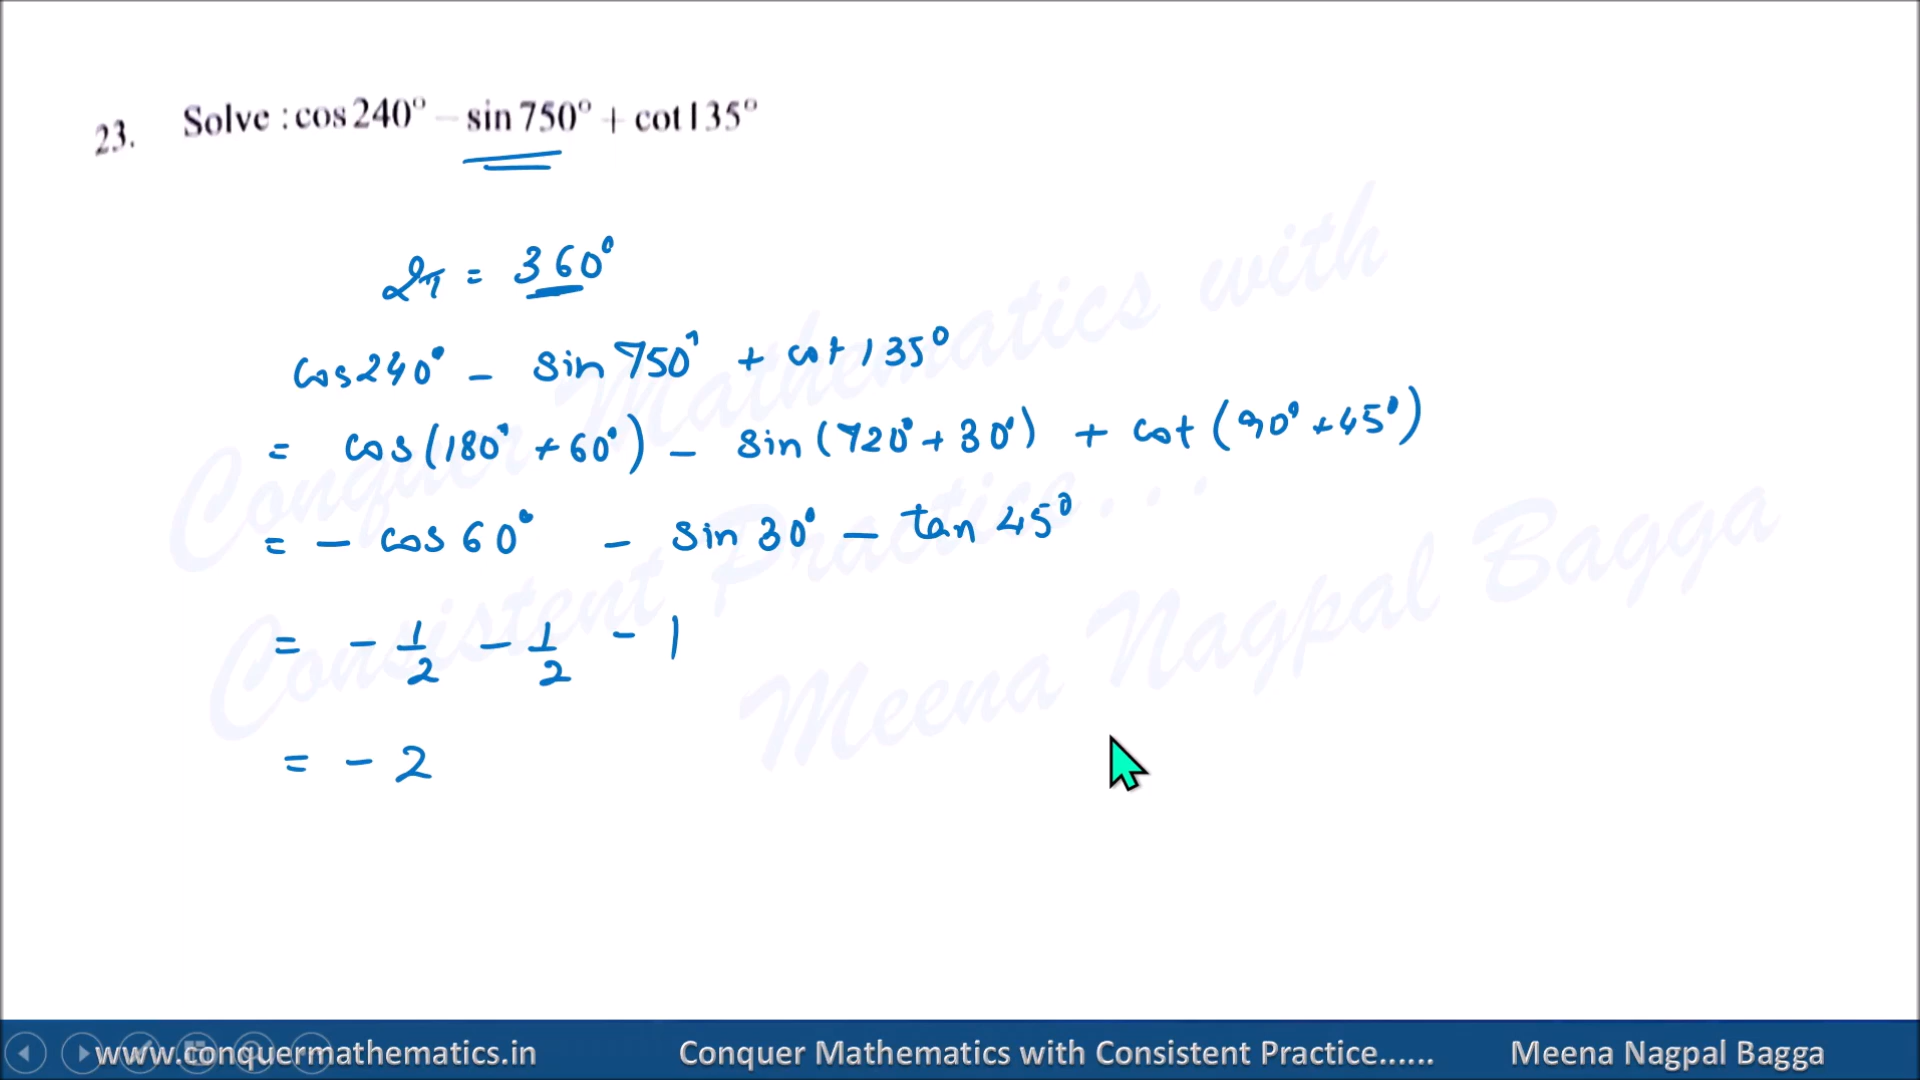 23. Solve : cos 240° – sin 750° + cot 135°
2π = 360°
cos 240° – sin 750° + cot 135°
= cos(180° + 60°) – sin(720° + 30°) + cot(90° + 45°)
= – cos 60° – sin 30° – tan 45°
= – 1/2 – 1/2 – 1
= – 2
Conquer Mathematics with
Consistent Practice...
Meena Nagpal Bagga
www.conquermathematics.in Conquer Mathematics with Consistent Practice...... Meena Nagpal Bagga